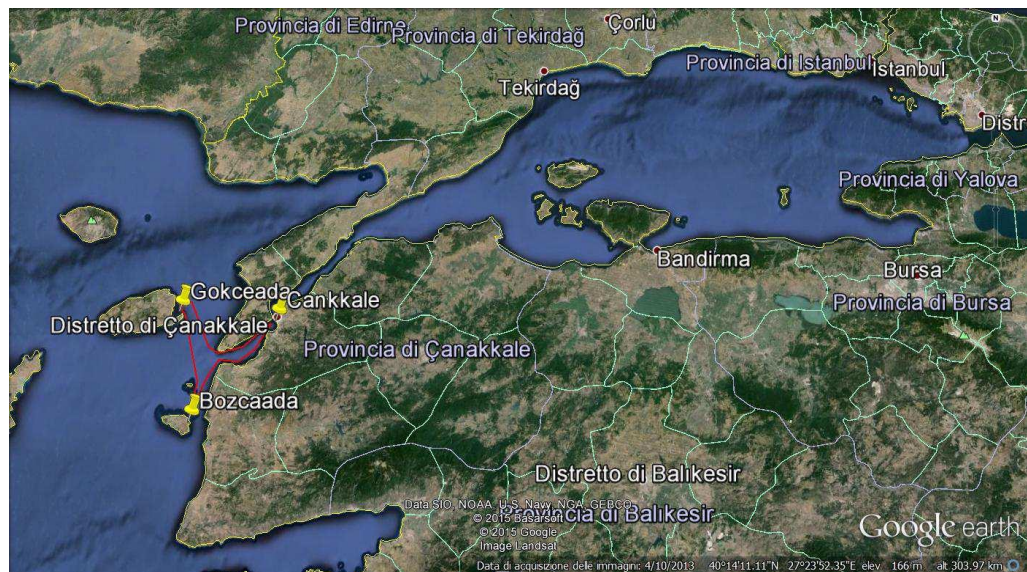 Provincia di Edirne
Provincia di Tekirdağ
Çorlu
Provincia di Istanbul
İstanbul
Tekirdağ
Distr
Provincia di Yalova
Bandirma
Bursa
Provincia di Bursa
Gokceada
Cankkale
Distretto di Çanakkale
Provincia di Çanakkale
Bozcaada
Distretto di Balıkesir
Data SIO, NOAA, U.S. Navy, NGA, GEBCO
Provincia di Balıkesir
© 2015 Basarsoft
© 2015 Google
Image Landsat
Google earth
N
Data di acquisizione delle immagini: 4/10/2013 40°14'11.11"N 27°23'52.35"E elev 166 m alt 303.97 km